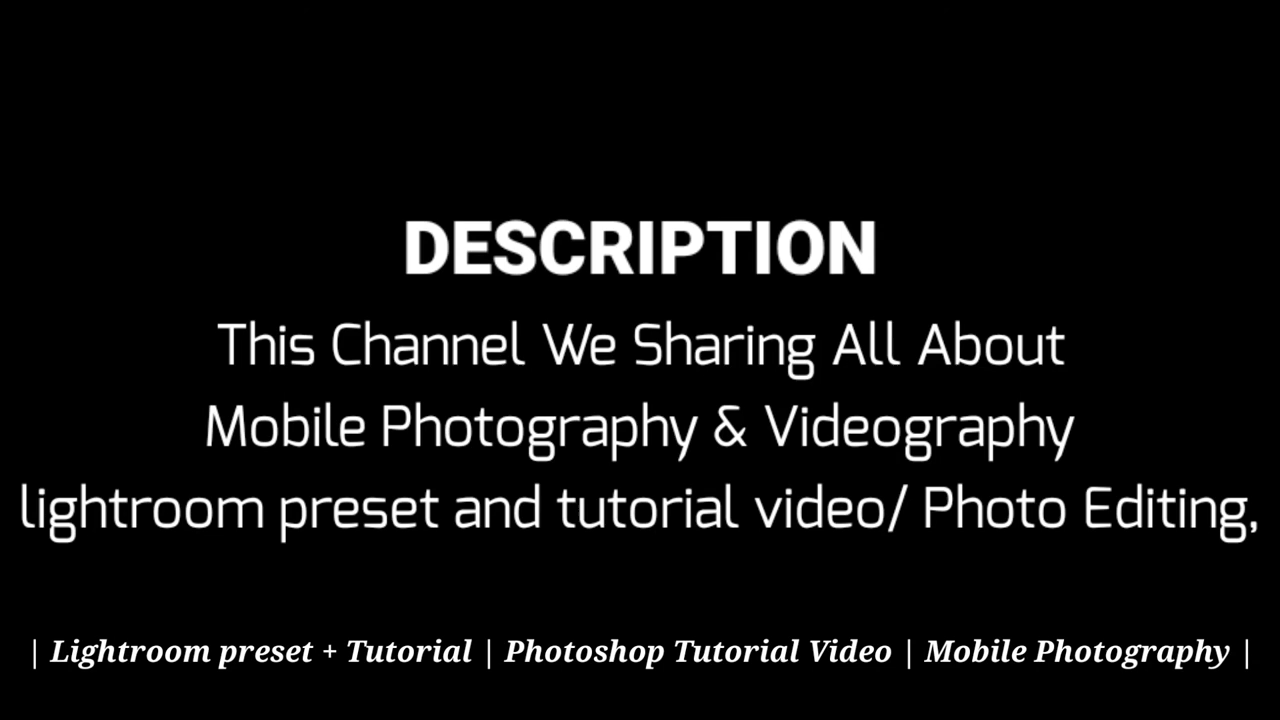 DESCRIPTION
This Channel We Sharing All About
Mobile Photography & Videography
lightroom preset and tutorial video/ Photo Editing,
| Lightroom preset + Tutorial | Photoshop Tutorial Video | Mobile Photography |